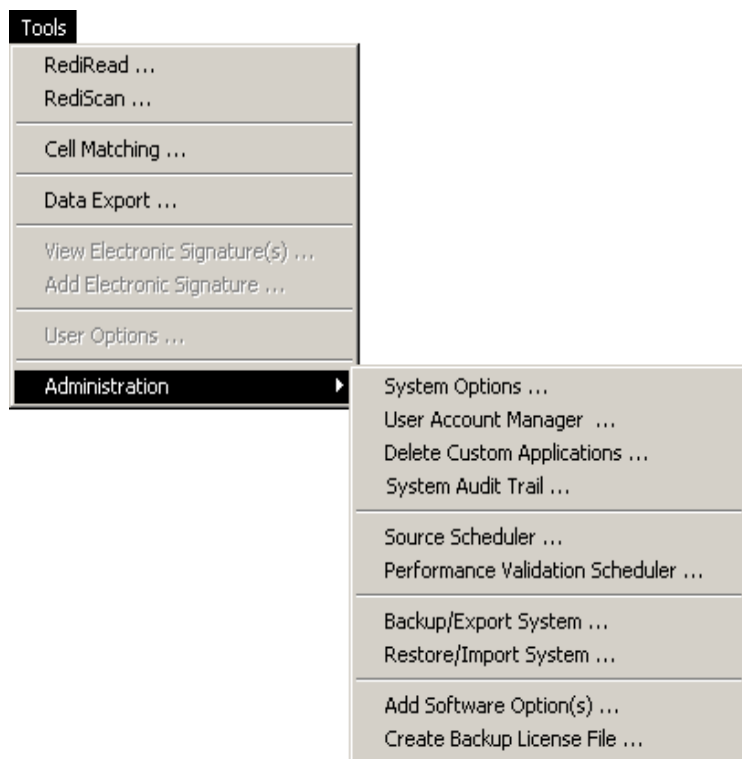 Tools
RediRead ...
RediScan ...
Cell Matching ...
Data Export ...
View Electronic Signature(s) ...
Add Electronic Signature ...
User Options ...
Administration
System Options ...
User Account Manager ...
Delete Custom Applications ...
System Audit Trail ...
Source Scheduler ...
Performance Validation Scheduler ...
Backup/Export System ...
Restore/Import System ...
Add Software Option(s) ...
Create Backup License File ...